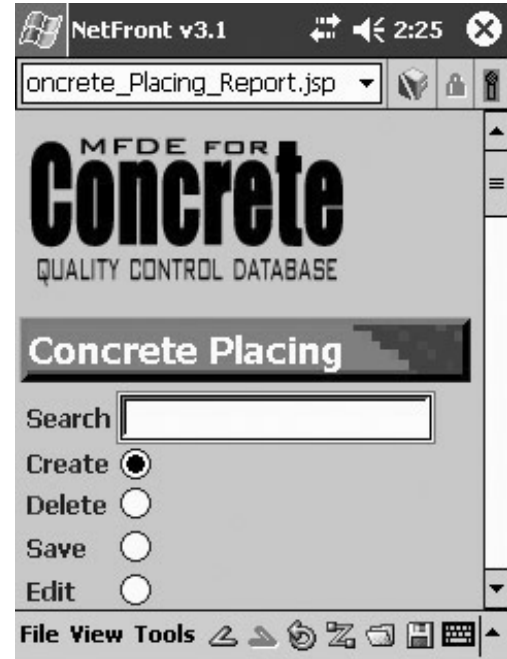 NetFront v3.1 2:25
oncrete_Placing_Report.jsp
MFDE FOR
Concrete
QUALITY CONTROL DATABASE
Concrete Placing
Search
Create
Delete
Save
Edit
File View Tools